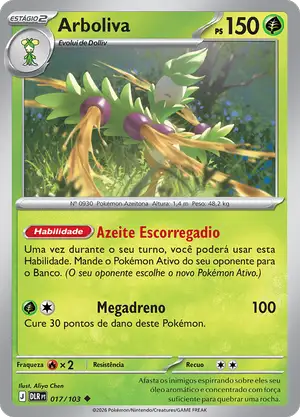 ESTÁGIO 2
Arboliva
PS 150
Evolui de Dolliv
Nº 0930 Pokémon Azeitona Altura: 1,4 m Peso: 48,2 kg
Habilidade Azeite Escorregadio
Uma vez durante o seu turno, você poderá usar esta
Habilidade. Mande o Pokémon Ativo do seu oponente para
o Banco. (O seu oponente escolhe o novo Pokémon Ativo.)
Megadreno 100
Cure 30 pontos de dano deste Pokémon.
Fraqueza x2 Resistência Recuo
Ilust. Aliya Chen
J DLR PT 017/103
Afasta os inimigos espirrando sobre eles seu
óleo aromático e adstringente com pressão
suficiente para quebrar uma rocha.
©2026 Pokémon/Nintendo/Creatures/GAME FREAK